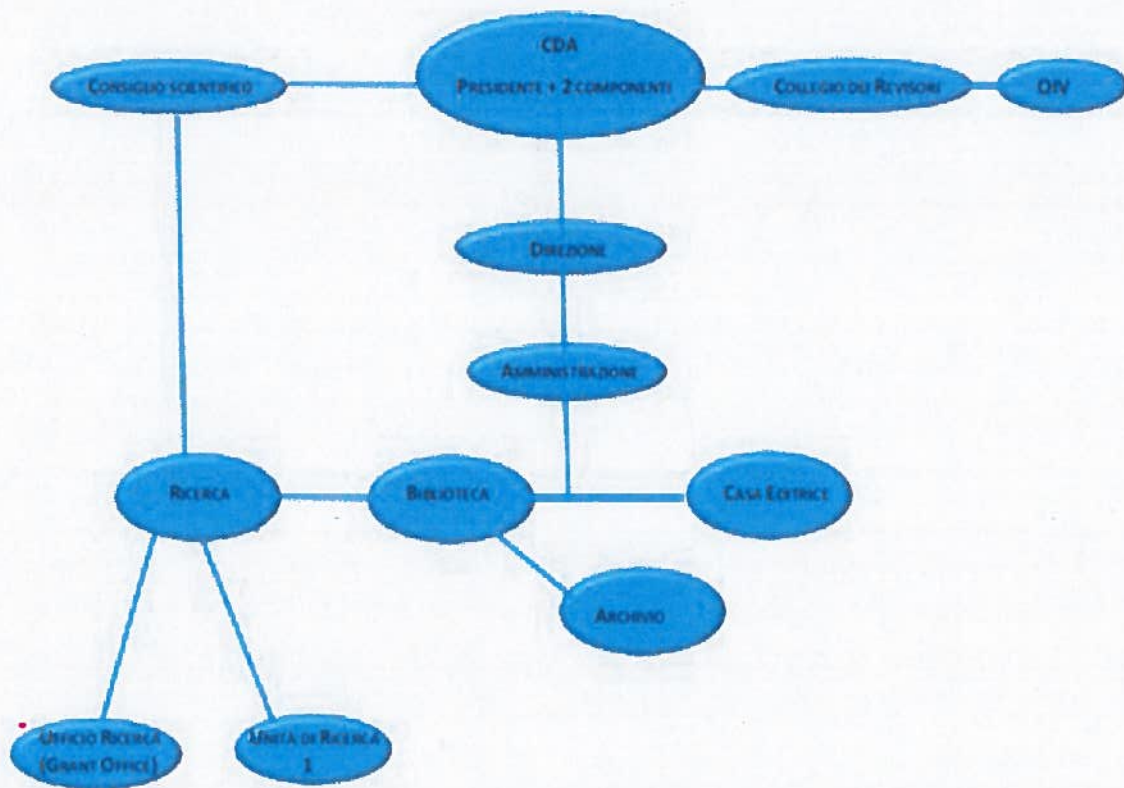 CDA
PRESIDENTE + 2 COMPONENTI
CONSIGLIO SCIENTIFICO
COLLEGIO DEI REVISORI
OIV
DIREZIONE
AMMINISTRAZIONE
RICERCA
BIBLIOTECA
CASA EDITRICE
ARCHIVIO
UFFICIO RICERCA
(GRANT OFFICE)
UNITÀ DI RICERCA
1